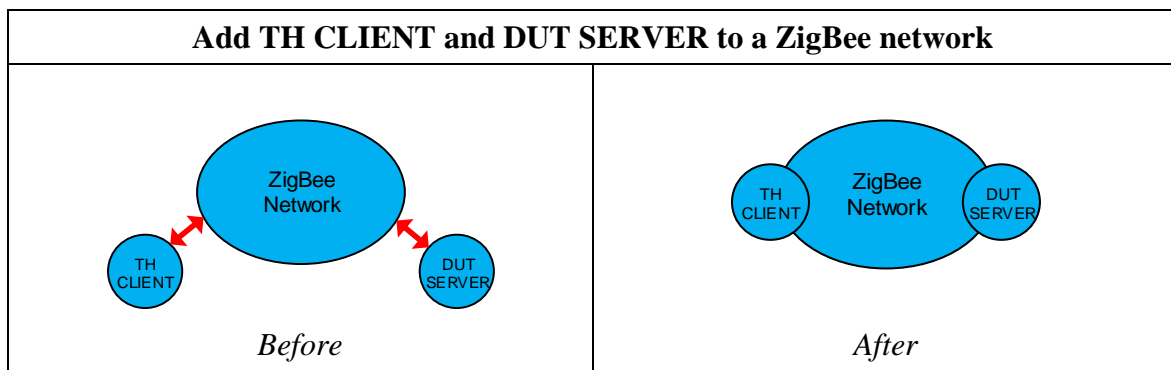 Add TH CLIENT and DUT SERVER to a ZigBee network
ZigBee
Network
TH
CLIENT
DUT
SERVER
Before
ZigBee
Network
TH
CLIENT
DUT
SERVER
After